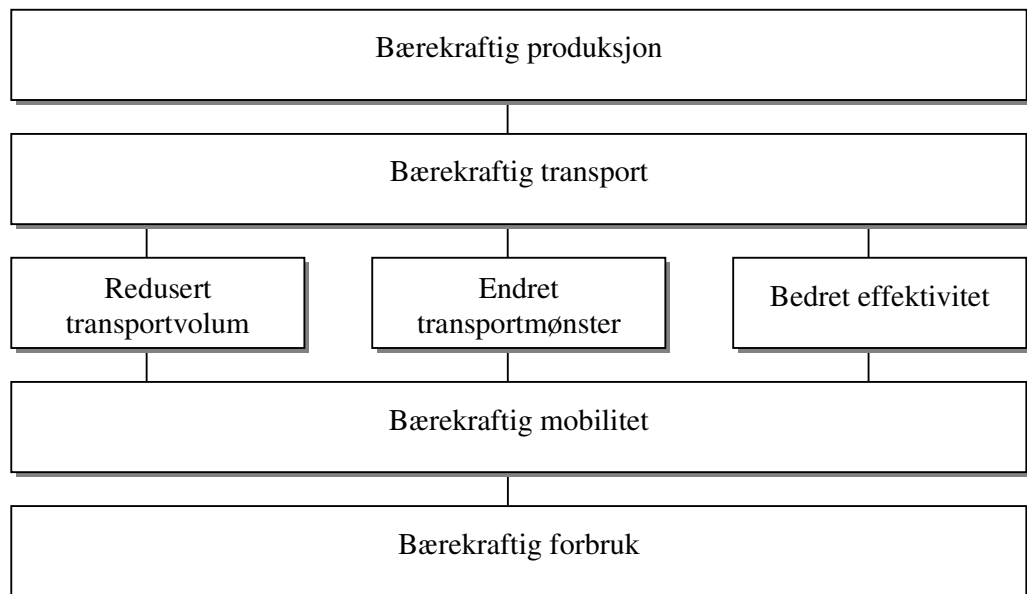 Bærekraftig produksjon
Bærekraftig transport
Redusert
transportvolum
Endret
transportmønster
Bedret effektivitet
Bærekraftig mobilitet
Bærekraftig forbruk